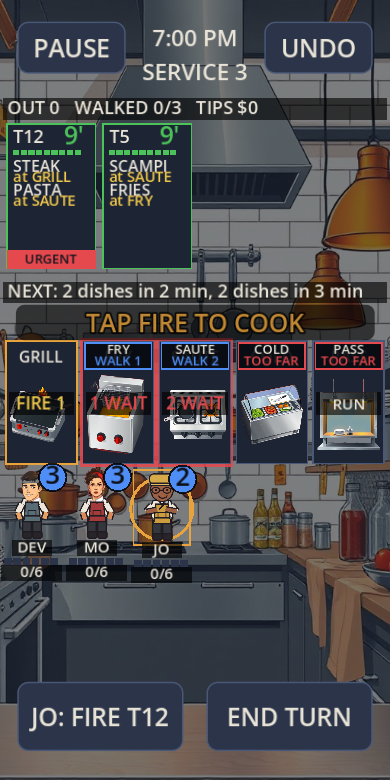 PAUSE
7:00 PM
SERVICE 3
UNDO
OUT 0 WALKED 0/3 TIPS $0
T12 9'
STEAK
at GRILL
PASTA
at SAUTE
URGENT
T5 9'
SCAMPI
at SAUTE
FRIES
at FRY
NEXT: 2 dishes in 2 min, 2 dishes in 3 min
TAP FIRE TO COOK
GRILL
FIRE 1
FRY
WALK 1
1 WAIT
SAUTE
WALK 2
2 WAIT
COLD
TOO FAR
PASS
TOO FAR
RUN
3
DEV
0/6
3
MO
0/6
2
JO
0/6
JO: FIRE T12
END TURN